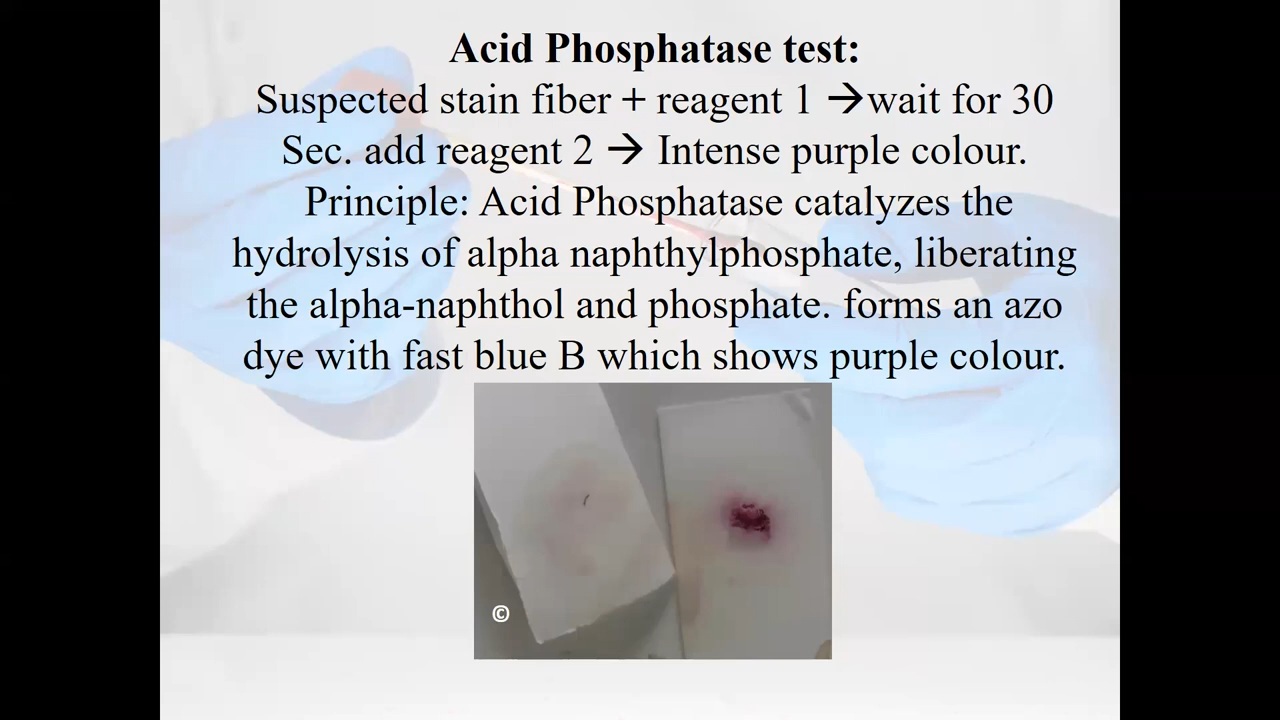 Acid Phosphatase test:
Suspected stain fiber + reagent 1 →wait for 30
Sec. add reagent 2 → Intense purple colour.
Principle: Acid Phosphatase catalyzes the
hydrolysis of alpha naphthylphosphate, liberating
the alpha-naphthol and phosphate. forms an azo
dye with fast blue B which shows purple colour.
©